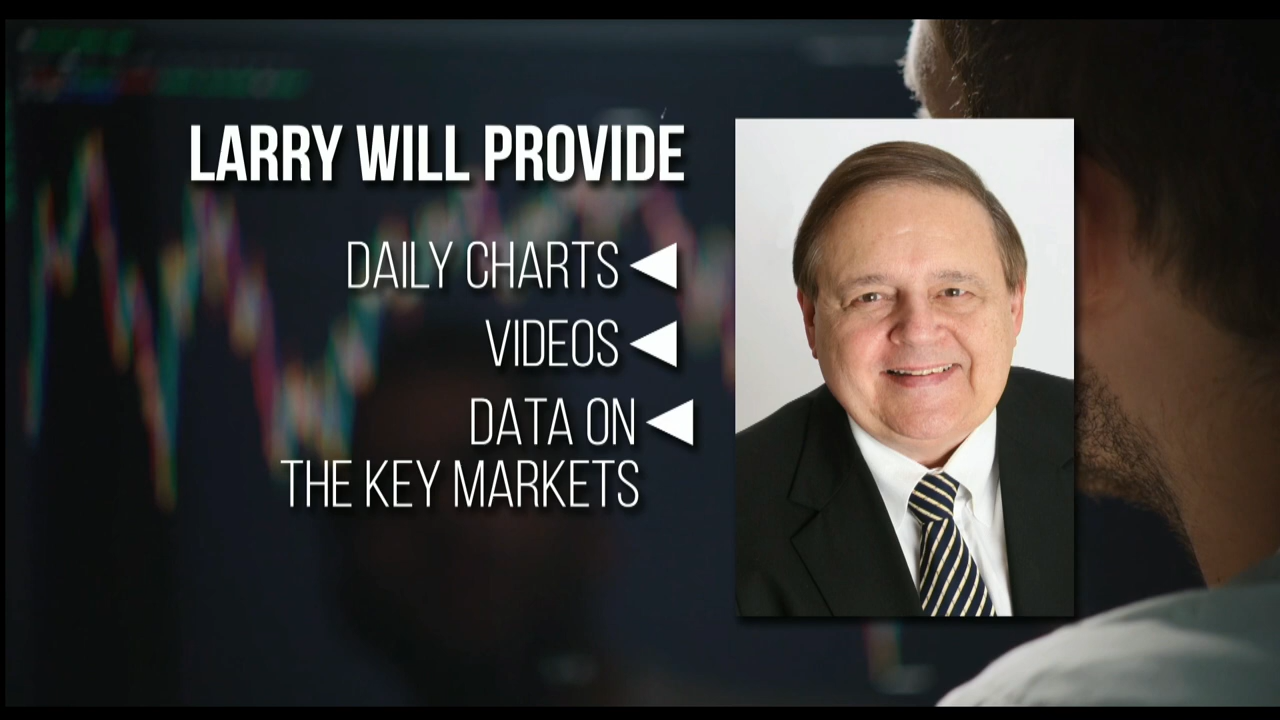 LARRY WILL PROVIDE
DAILY CHARTS
VIDEOS
DATA ON
THE KEY MARKETS